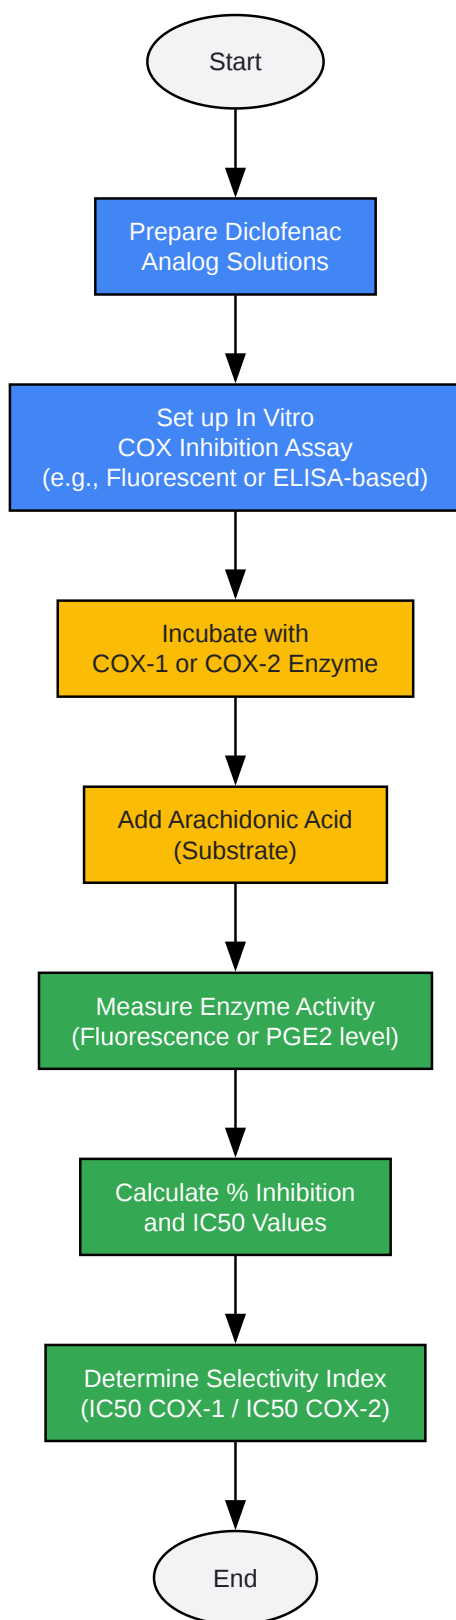 Start
Prepare Diclofenac
Analog Solutions
Set up In Vitro
COX Inhibition Assay
(e.g., Fluorescent or ELISA-based)
Incubate with
COX-1 or COX-2 Enzyme
Add Arachidonic Acid
(Substrate)
Measure Enzyme Activity
(Fluorescence or PGE2 level)
Calculate % Inhibition
and IC50 Values
Determine Selectivity Index
(IC50 COX-1 / IC50 COX-2)
End